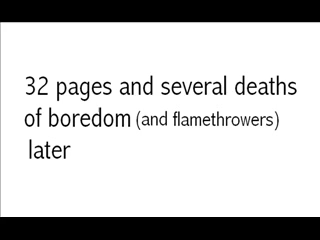 32 pages and several deaths
of boredom (and flamethrowers)
later